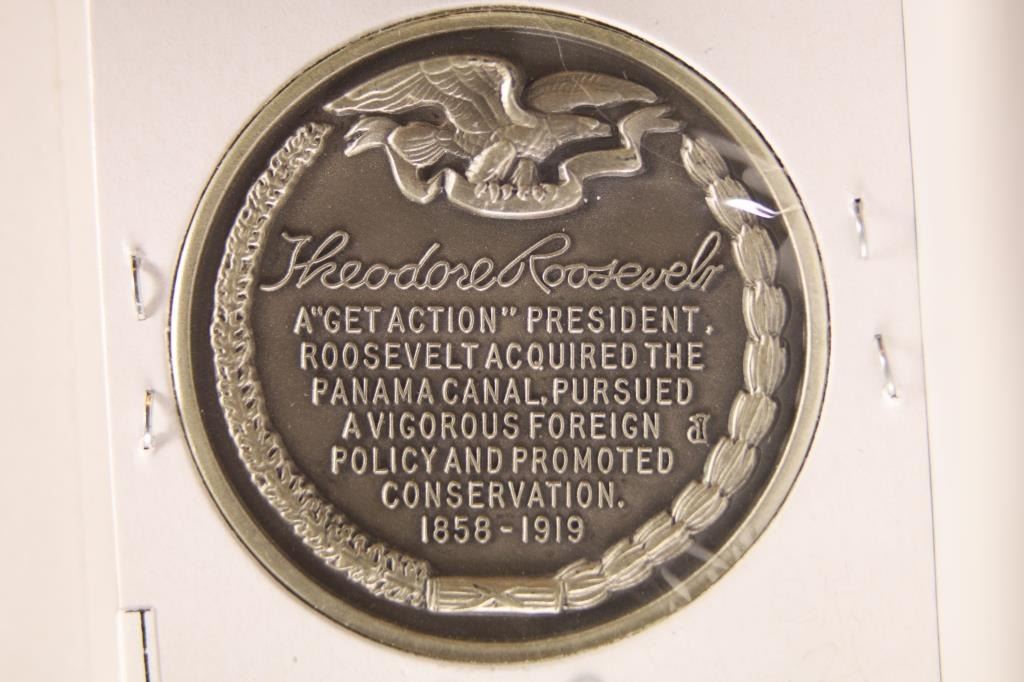 Theodore Roosevelt
A "GET ACTION" PRESIDENT,
ROOSEVELT ACQUIRED THE
PANAMA CANAL, PURSUED
A VIGOROUS FOREIGN
POLICY AND PROMOTED
CONSERVATION.
1858-1919